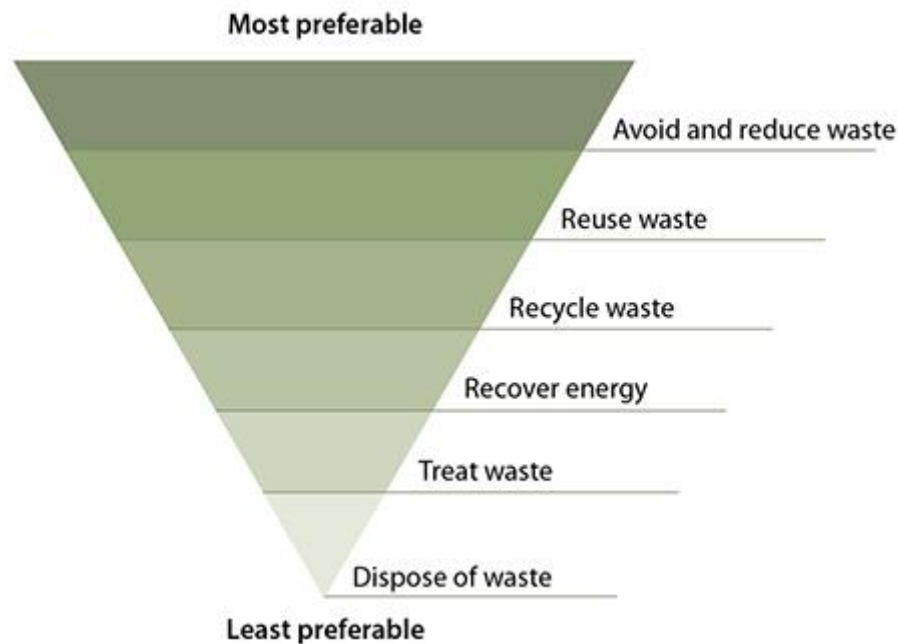 Most preferable
Avoid and reduce waste
Reuse waste
Recycle waste
Recover energy
Treat waste
Dispose of waste
Least preferable